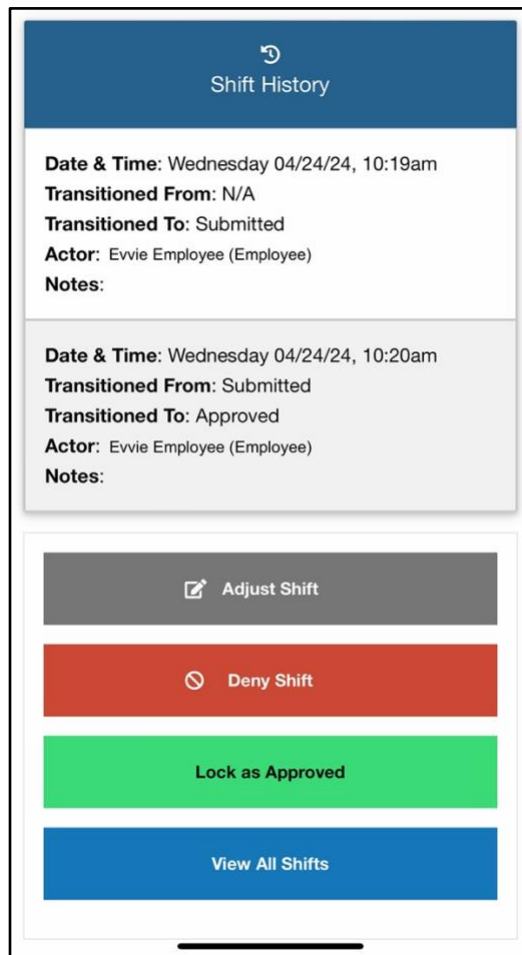 Shift History
Date & Time: Wednesday 04/24/24, 10:19am
Transitioned From: N/A
Transitioned To: Submitted
Actor: Evvie Employee (Employee)
Notes:
Date & Time: Wednesday 04/24/24, 10:20am
Transitioned From: Submitted
Transitioned To: Approved
Actor: Evvie Employee (Employee)
Notes:
Adjust Shift
Deny Shift
Lock as Approved
View All Shifts